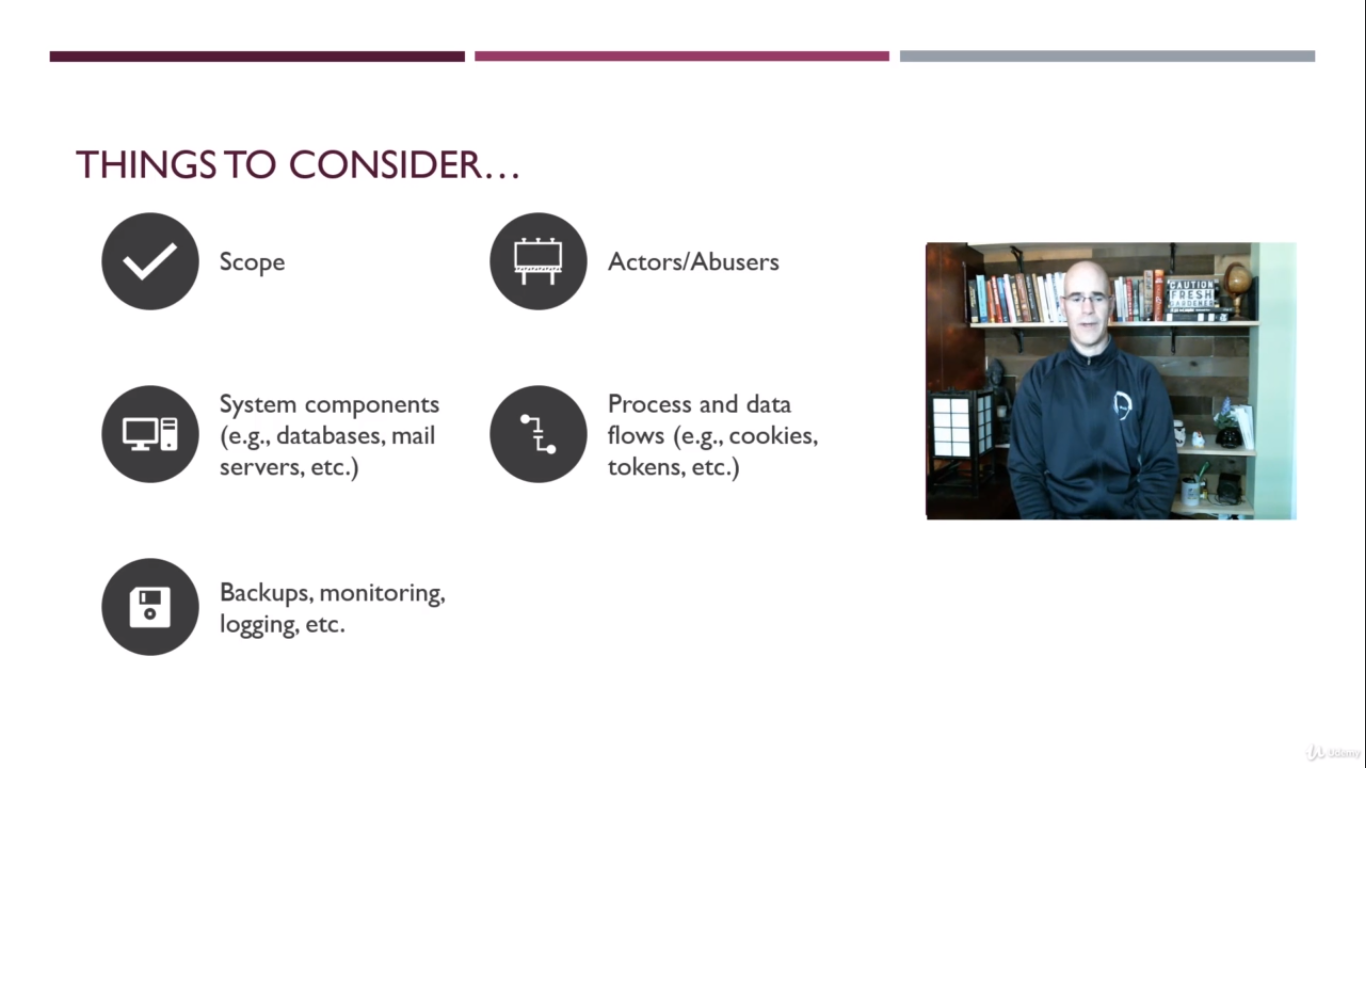 THINGS TO CONSIDER...
Scope
Actors/Abusers
System components
(e.g., databases, mail
servers, etc.)
Process and data
flows (e.g., cookies,
tokens, etc.)
Backups, monitoring,
logging, etc.
CAUTION
FRESH
GARDENER
Udemy